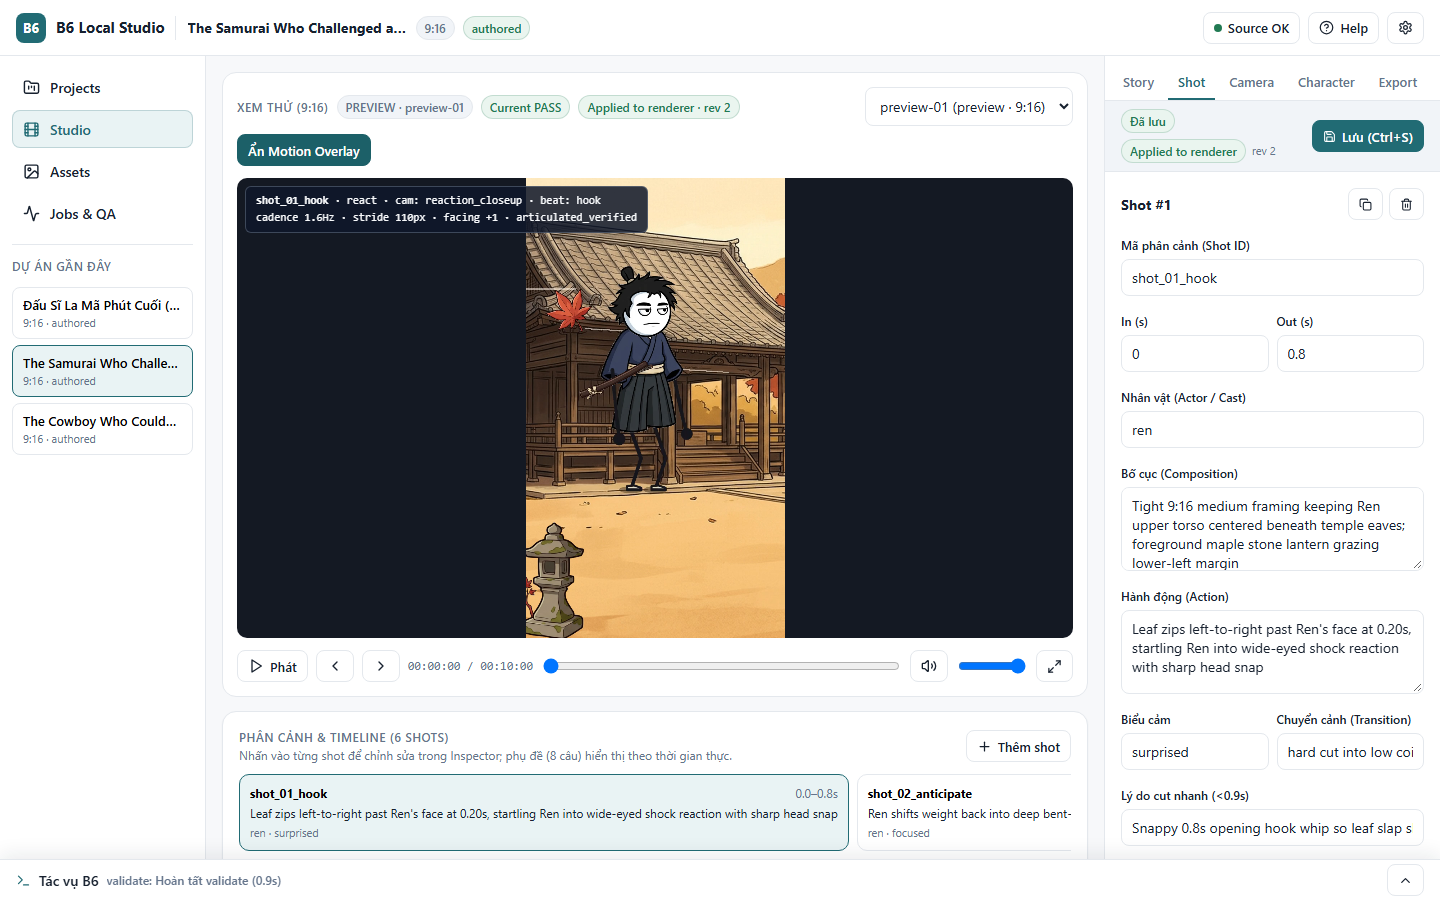 B6 B6 Local Studio The Samurai Who Challenged a... 9:16 authored Source OK Help
Projects
Studio
Assets
Jobs & QA
DỰ ÁN GẦN ĐÂY
Đấu Sĩ La Mã Phút Cuối (...
9:16 · authored
The Samurai Who Challe...
9:16 · authored
The Cowboy Who Could...
9:16 · authored
XEM THỬ (9:16) PREVIEW · preview-01 Current PASS Applied to renderer · rev 2 preview-01 (preview · 9:16)
Ẩn Motion Overlay
shot_01_hook · react · cam: reaction_closeup · beat: hook
cadence 1.6Hz · stride 110px · facing +1 · articulated_verified
Phát 00:00:00 / 00:10:00
PHÂN CẢNH & TIMELINE (6 SHOTS)
Nhấn vào từng shot để chỉnh sửa trong Inspector; phụ đề (8 câu) hiển thị theo thời gian thực.
Thêm shot
shot_01_hook 0.0–0.8s
Leaf zips left-to-right past Ren's face at 0.20s, startling Ren into wide-eyed shock reaction with sharp head snap
ren · surprised
shot_02_anticipate
Ren shifts weight back into deep bent-
ren · focused
Story Shot Camera Character Export
Đã lưu
Applied to renderer rev 2
Lưu (Ctrl+S)
Shot #1
Mã phân cảnh (Shot ID)
shot_01_hook
In (s) Out (s)
0 0.8
Nhân vật (Actor / Cast)
ren
Bố cục (Composition)
Tight 9:16 medium framing keeping Ren
upper torso centered beneath temple eaves;
foreground maple stone lantern grazing
lower-left margin
Hành động (Action)
Leaf zips left-to-right past Ren's face at 0.20s,
startling Ren into wide-eyed shock reaction
with sharp head snap
Biểu cảm Chuyển cảnh (Transition)
surprised hard cut into low coi
Lý do cut nhanh (<0.9s)
Snappy 0.8s opening hook whip so leaf slap s
Tác vụ B6 validate: Hoàn tất validate (0.9s)